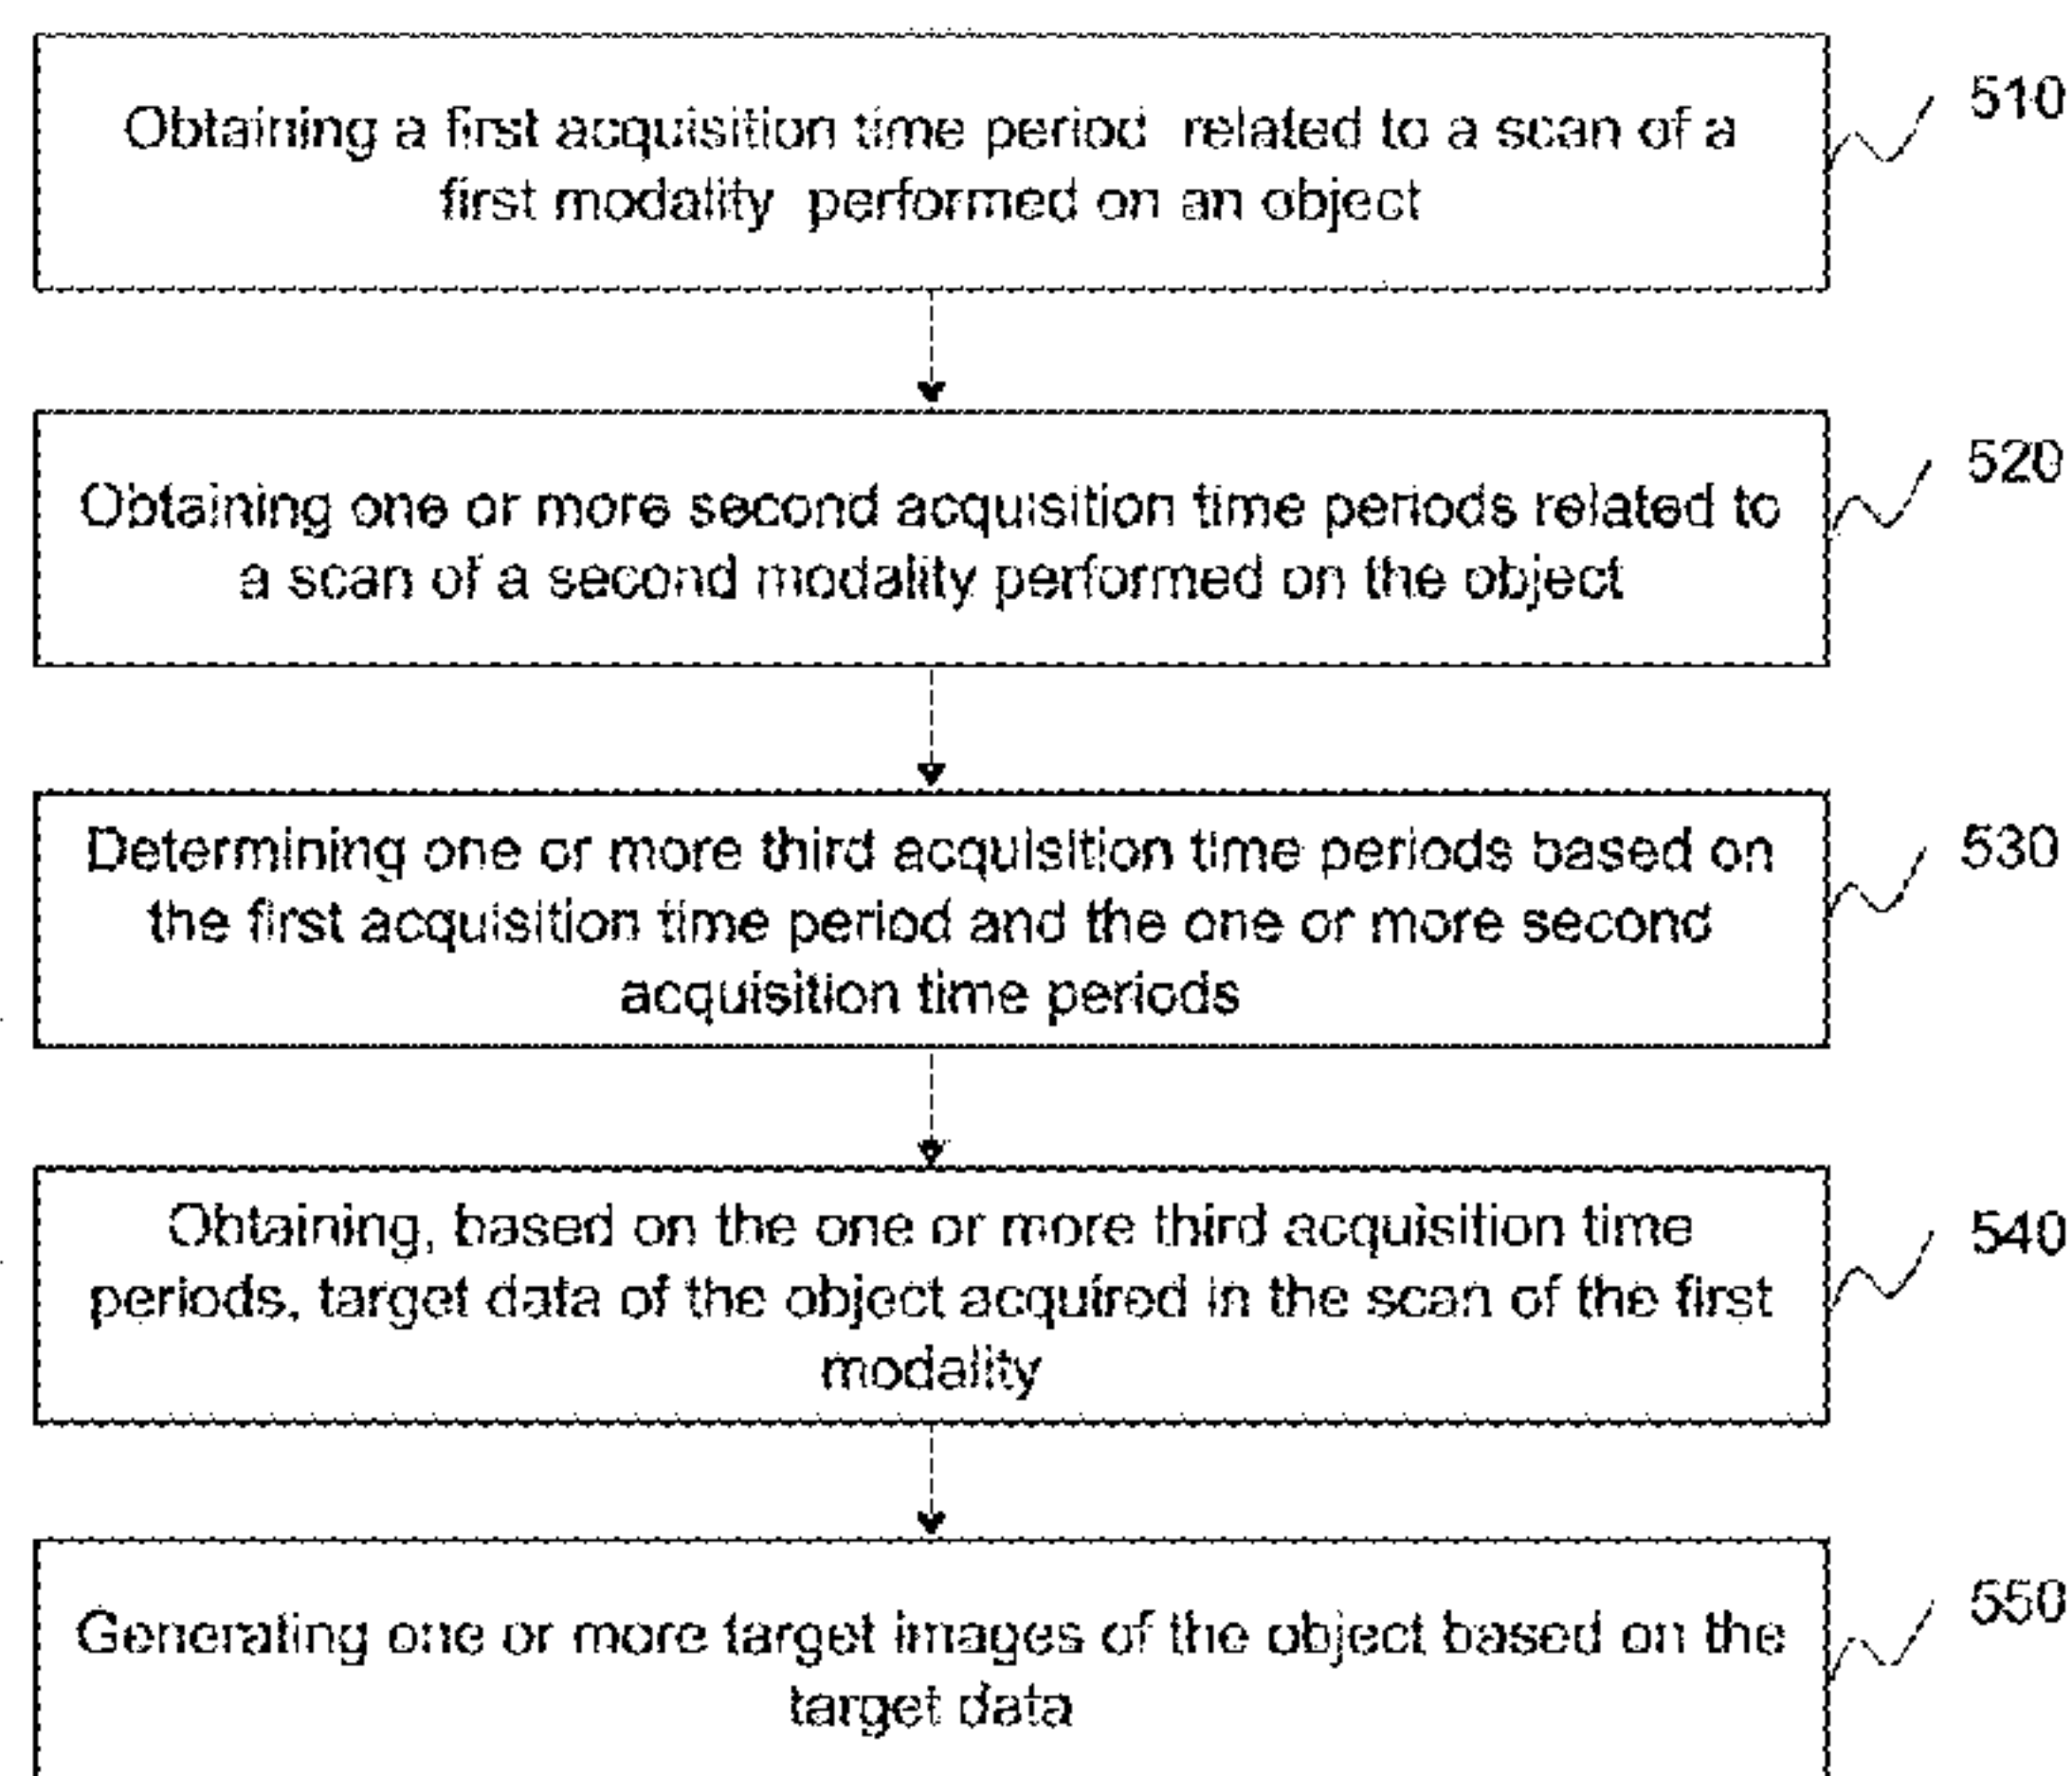 Obtaining a first acquisition time period related to a scan of a
first modality performed on an object
510
Obtaining one or more second acquisition time periods related to
a scan of a second modality performed on the object
520
Determining one or more third acquisition time periods based on
the first acquisition time period and the one or more second
acquisition time periods
530
Obtaining, based on the one or more third acquisition time
periods, target data of the object acquired in the scan of the first
modality
540
Generating one or more target images of the object based on the
target data
550